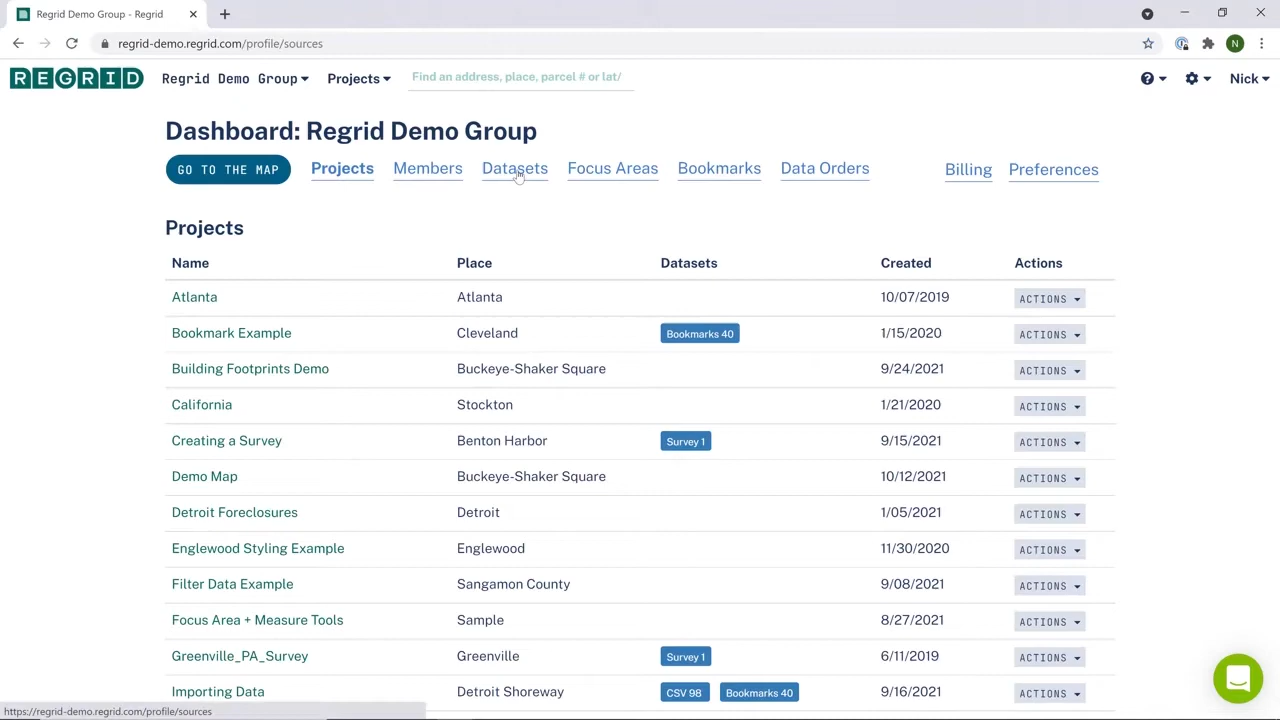 Regrid Demo Group - Regrid
regrid-demo.regrid.com/profile/sources
N
REGRID
Regrid Demo Group
Projects
Find an address, place, parcel # or lat/
Nick
Dashboard: Regrid Demo Group
GO TO THE MAP
Projects
Members
Datasets
Focus Areas
Bookmarks
Data Orders
Billing
Preferences
Projects
Name Place Datasets Created Actions
Atlanta Atlanta 10/07/2019 ACTIONS
Bookmark Example Cleveland Bookmarks 40 1/15/2020 ACTIONS
Building Footprints Demo Buckeye-Shaker Square 9/24/2021 ACTIONS
California Stockton 1/21/2020 ACTIONS
Creating a Survey Benton Harbor Survey 1 9/15/2021 ACTIONS
Demo Map Buckeye-Shaker Square 10/12/2021 ACTIONS
Detroit Foreclosures Detroit 1/05/2021 ACTIONS
Englewood Styling Example Englewood 11/30/2020 ACTIONS
Filter Data Example Sangamon County 9/08/2021 ACTIONS
Focus Area + Measure Tools Sample 8/27/2021 ACTIONS
Greenville_PA_Survey Greenville Survey 1 6/11/2019 ACTIONS
Importing Data Detroit Shoreway CSV 98 Bookmarks 40 9/16/2021 ACTIONS
https://regrid-demo.regrid.com/profile/sources